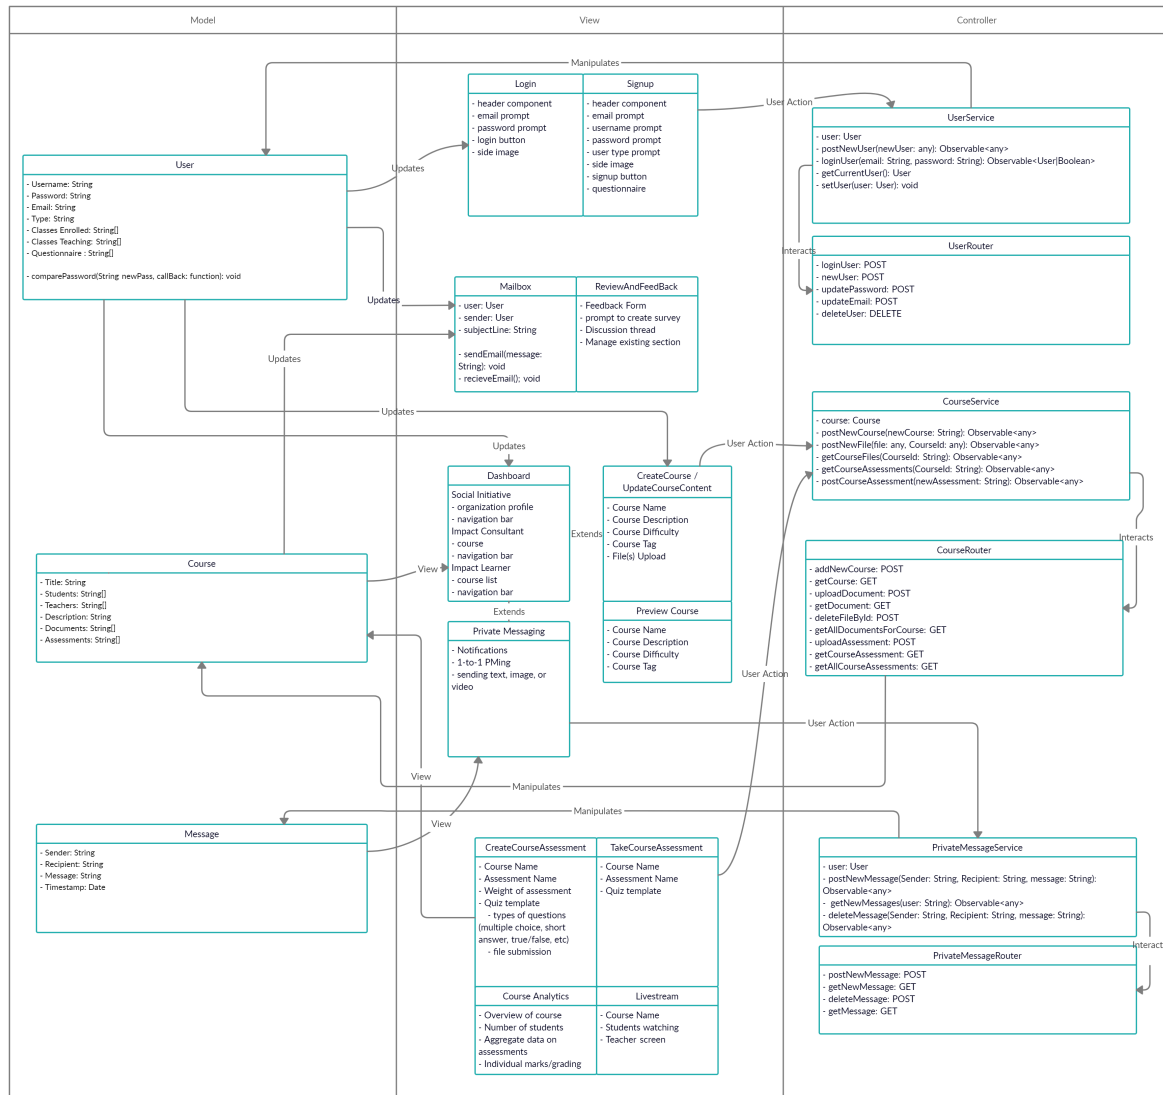 Model
View
Controller
Manipulates
Login
- header component
- email prompt
- password prompt
- login button
- side image
Signup
- header component
- email prompt
- username prompt
- password prompt
- user type prompt
- side image
- signup button
- questionnaire
User Action
UserService
- user: User
- postNewUser(newUser: any): Observable<any>
- loginUser(email: String, password: String): Observable<User|Boolean>
- getCurrentUser(): User
- setUser(user: User): void
User
- Username: String
- Password: String
- Email: String
- Type: String
- Classes Enrolled: String[]
- Classes Teaching: String[]
- Questionnaire : String[]
- comparePassword(String newPass, callBack: function): void
Updates
Interacts
UserRouter
- loginUser: POST
- newUser: POST
- updatePassword: POST
- updateEmail: POST
- deleteUser: DELETE
Updates
Mailbox
- user: User
- sender: User
- subjectLine: String
- sendEmail(message:
String): void
- recieveEmail(); void
ReviewAndFeedBack
- Feedback Form
- prompt to create survey
- Discussion thread
- Manage existing section
Updates
Updates
Updates
User Action
CourseService
- course: Course
- postNewCourse(newCourse: String): Observable<any>
- postNewFile(file: any, CourseId: any): Observable<any>
- getCourseFiles(CourseId: String): Observable<any>
- getCourseAssessments(CourseId: String): Observable<any>
- postCourseAssessment(newAssessment: String): Observable<any>
Dashboard
Social Initiative
- organization profile
- navigation bar
Impact Consultant
- course
- navigation bar
Impact Learner
- course list
- navigation bar
Extends
CreateCourse /
UpdateCourseContent
- Course Name
- Course Description
- Course Difficulty
- Course Tag
- File(s) Upload
Interacts
Course
- Title: String
- Students: String[]
- Teachers: String[]
- Description: String
- Documents: String[]
- Assessments: String[]
View
CourseRouter
- addNewCourse: POST
- getCourse: GET
- uploadDocument: POST
- getDocument: GET
- deleteFileById: POST
- getAllDocumentsForCourse: GET
- uploadAssessment: POST
- getCourseAssessment: GET
- getAllCourseAssessments: GET
Extends
Private Messaging
- Notifications
- 1-to-1 PMing
- sending text, image, or
video
Preview Course
- Course Name
- Course Description
- Course Difficulty
- Course Tag
User Action
User Action
View
Manipulates
Manipulates
View
Message
- Sender: String
- Recipient: String
- Message: String
- Timestamp: Date
CreateCourseAssessment
- Course Name
- Assessment Name
- Weight of assessment
- Quiz template
- types of questions
(multiple choice, short
answer, true/false, etc)
- file submission
TakeCourseAssessment
- Course Name
- Assessment Name
- Quiz template
PrivateMessageService
- user: User
- postNewMessage(Sender: String, Recipient: String, message: String):
Observable<any>
- getNewMessages(user: String): Observable<any>
- deleteMessage(Sender: String, Recipient: String, message: String):
Observable<any>
Interact
PrivateMessageRouter
- postNewMessage: POST
- getNewMessage: GET
- deleteMessage: POST
- getMessage: GET
Course Analytics
- Overview of course
- Number of students
- Aggregate data on
assessments
- Individual marks/grading
Livestream
- Course Name
- Students watching
- Teacher screen